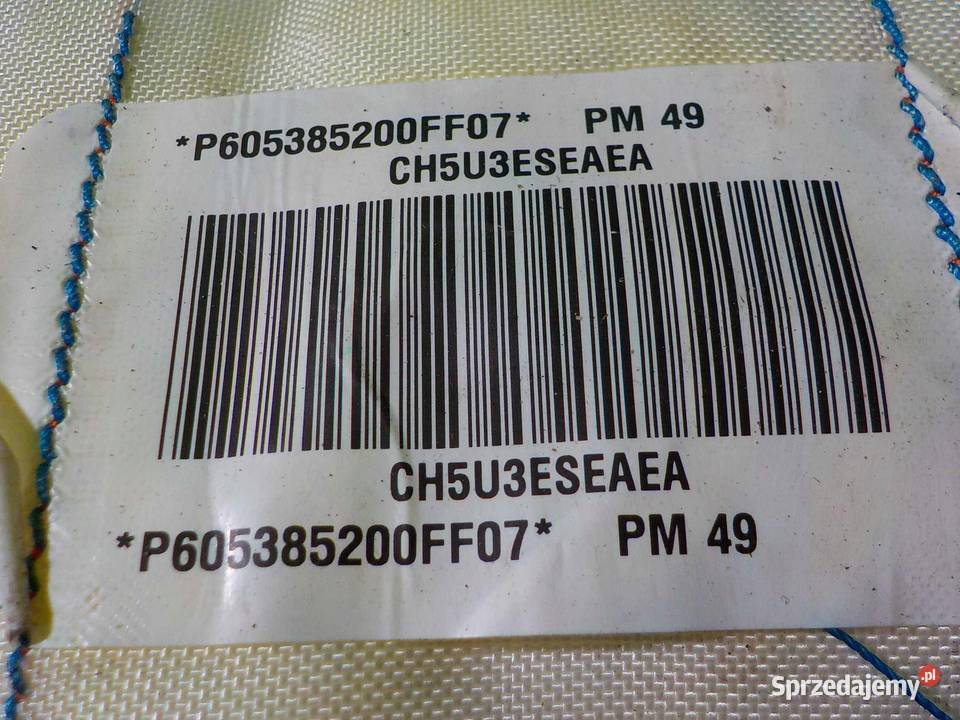 *P605385200FF07* PM 49
CH5U3ESEAEA
CH5U3ESEAEA
*P605385200FF07* PM 49
Sprzedajemy.pl